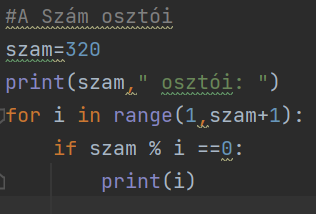 #A Szám osztói
szam=320
print(szam," osztói: ")
for i in range(1,szam+1):
    if szam % i ==0:
        print(i)